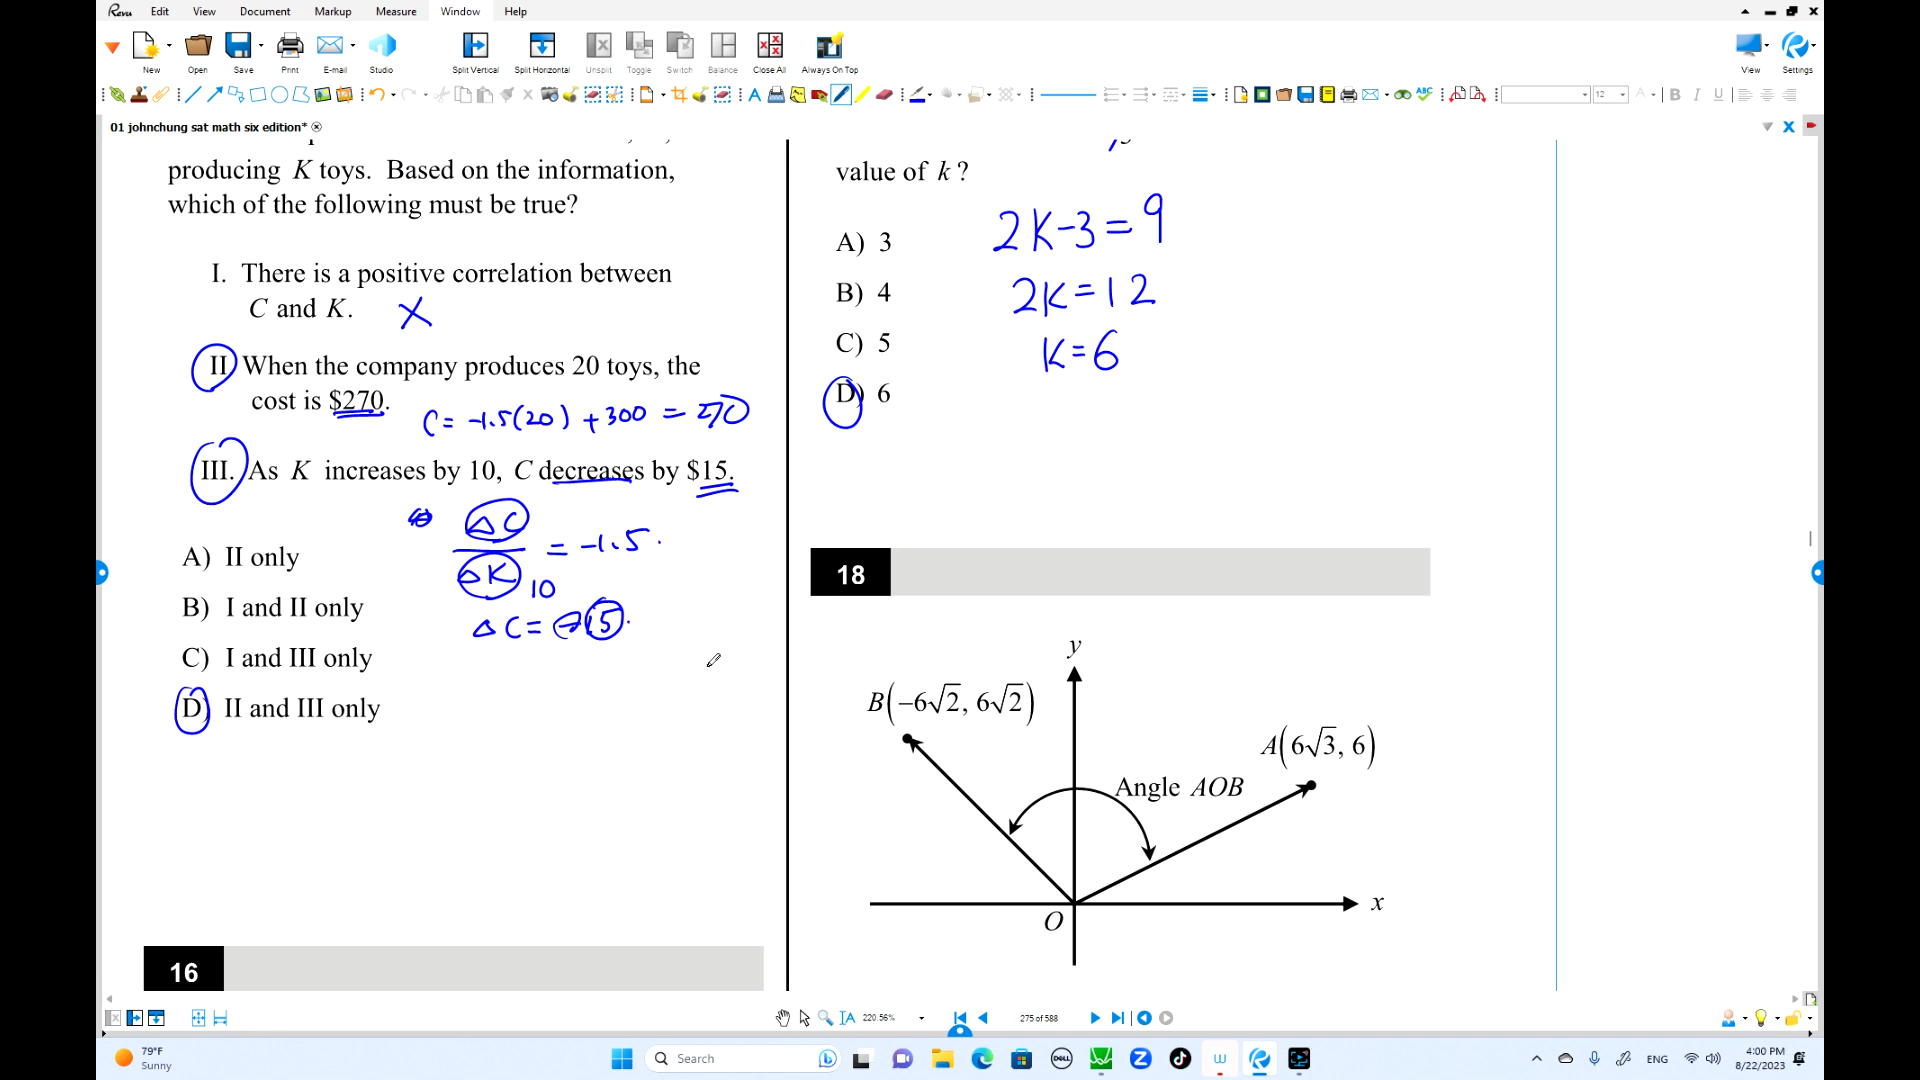 Revu File Edit View Document Markup Measure Window Help
New Open Save Print E-mail Studio Split Vertical Split Horizontal Unsplit Toggle Switch Balance Close All Always On Top View Settings
12
01 johnchung sat math six edition*
producing K toys. Based on the information,
which of the following must be true?
I. There is a positive correlation between
C and K. X
II When the company produces 20 toys, the
cost is $270.
C = -1.5(20) + 300 = 270
III. As K increases by 10, C decreases by $15.
ΔC
ΔK 10
= -1.5.
ΔC = -15.
A) II only
B) I and II only
C) I and III only
D) II and III only
16
value of k?
A) 3
B) 4
C) 5
D) 6
2K-3=9
2K=12
K=6
18
y
B(−6√2, 6√2)
A(6√3, 6)
Angle AOB
O
x
220.56%
275 of 588
79°F
Sunny
Search
DELL
ENG
4:00 PM
8/22/2023